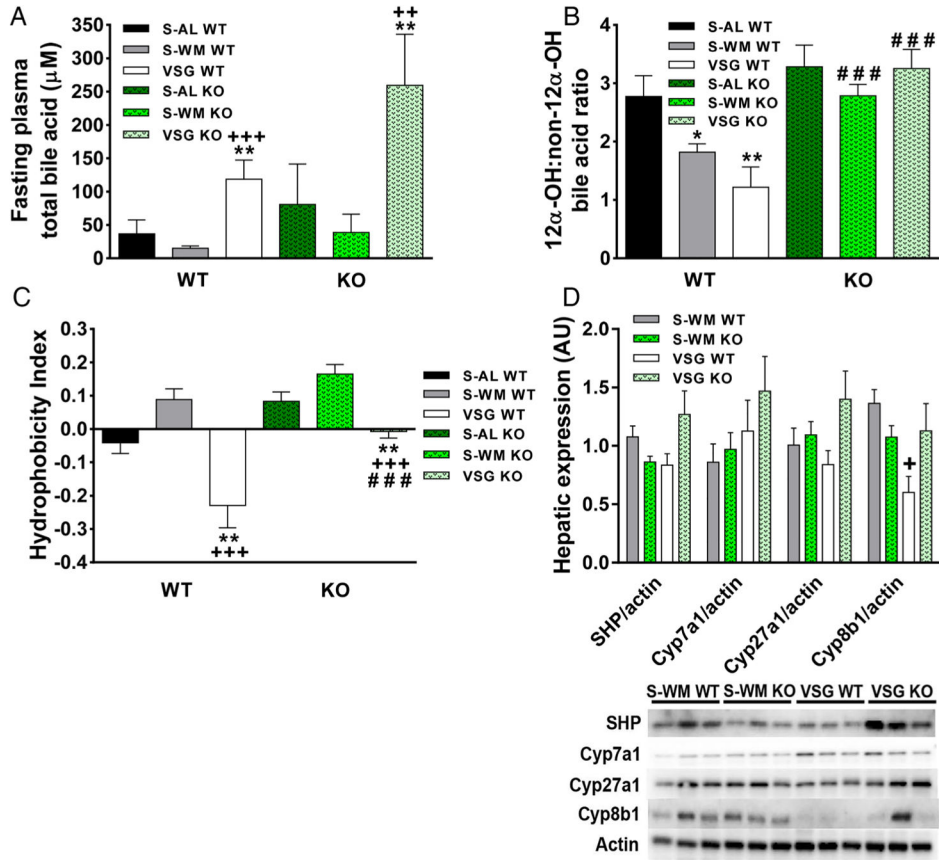 A
Fasting plasma
total bile acid (μM)
400
350
300
250
200
150
100
50
0
S-AL WT
S-WM WT
VSG WT
S-AL KO
S-WM KO
VSG KO
+++
**
++
**
WT
KO
B
12α-OH:non-12α-OH
bile acid ratio
4
3
2
1
0
S-AL WT
S-WM WT
VSG WT
S-AL KO
S-WM KO
VSG KO
*
**
###
###
WT
KO
C
Hydrophobicity Index
0.3
0.2
0.1
0.0
-0.1
-0.2
-0.3
-0.4
**
+++
**
+++
###
S-AL WT
S-WM WT
VSG WT
S-AL KO
S-WM KO
VSG KO
WT
KO
D
Hepatic expression (AU)
2.0
1.5
1.0
0.5
0.0
S-WM WT
S-WM KO
VSG WT
VSG KO
+
SHP/actin
Cyp7a1/actin
Cyp27a1/actin
Cyp8b1/actin
S-WM WT S-WM KO VSG WT VSG KO
SHP
Cyp7a1
Cyp27a1
Cyp8b1
Actin